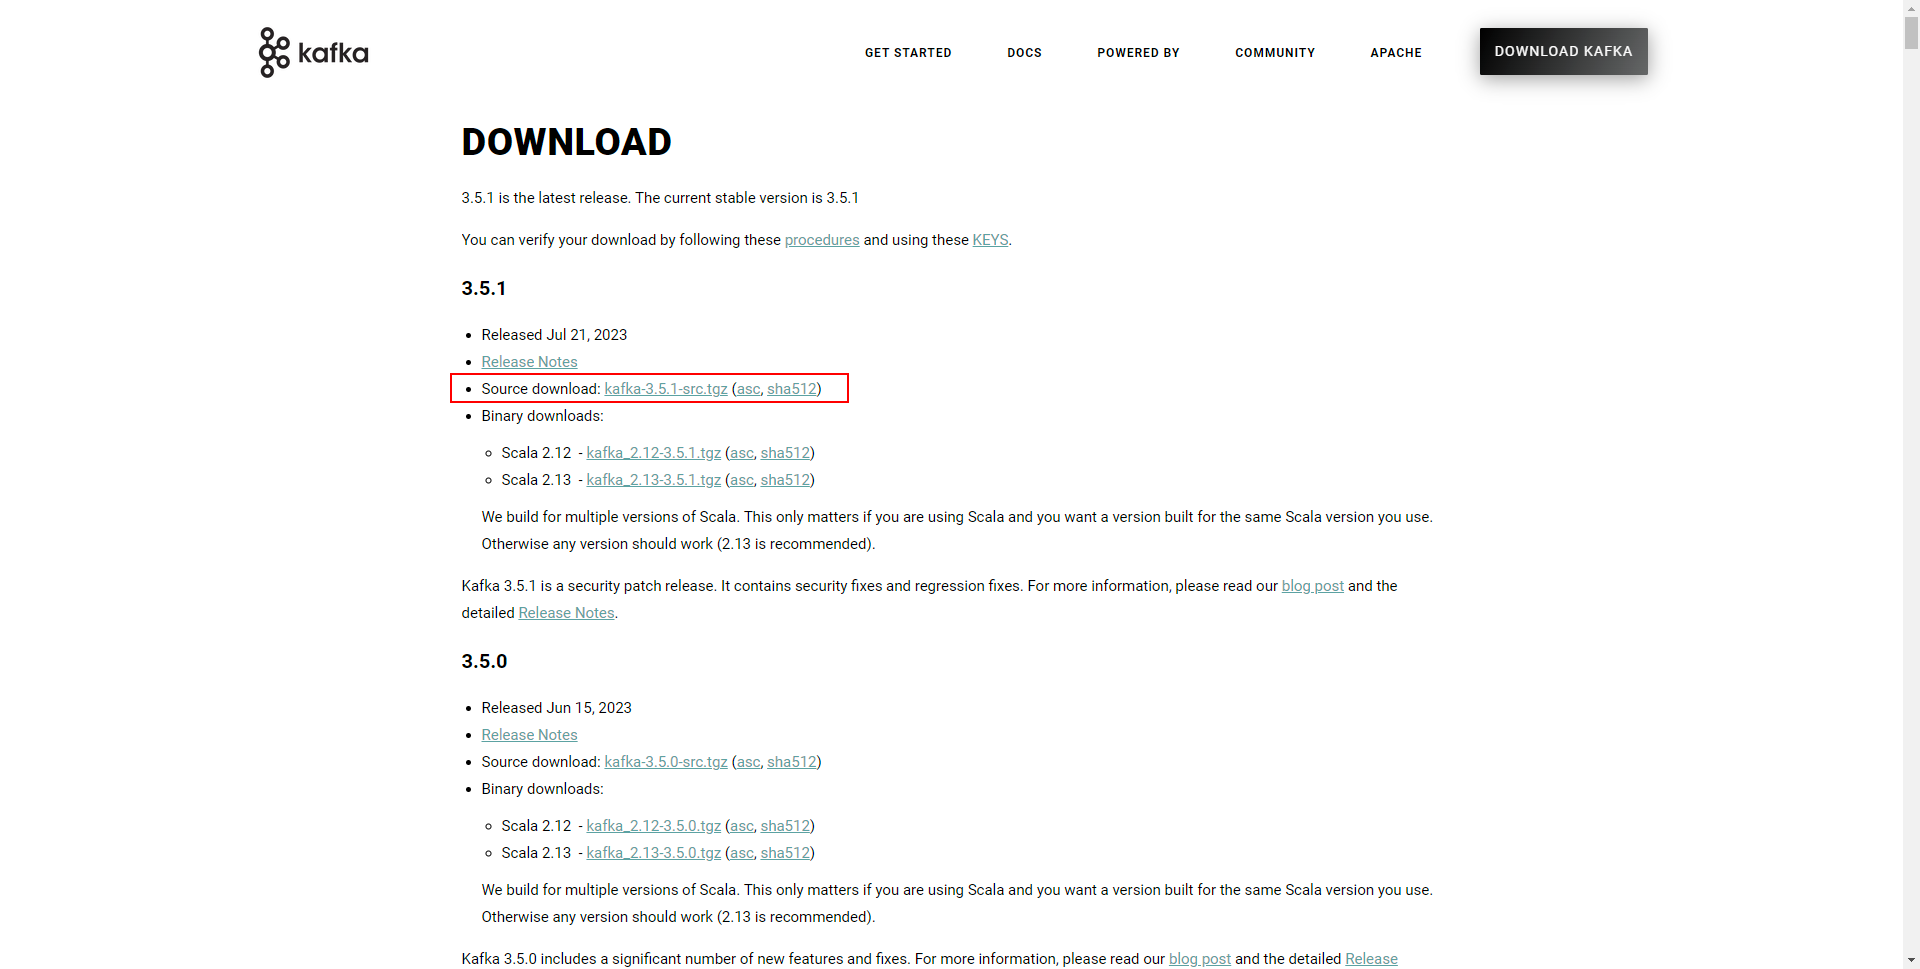 kafka
GET STARTED
DOCS
POWERED BY
COMMUNITY
APACHE
DOWNLOAD KAFKA
DOWNLOAD
3.5.1 is the latest release. The current stable version is 3.5.1
You can verify your download by following these procedures and using these KEYS.
3.5.1
Released Jul 21, 2023
Release Notes
Source download: kafka-3.5.1-src.tgz (asc, sha512)
Binary downloads:
Scala 2.12 - kafka_2.12-3.5.1.tgz (asc, sha512)
Scala 2.13 - kafka_2.13-3.5.1.tgz (asc, sha512)
We build for multiple versions of Scala. This only matters if you are using Scala and you want a version built for the same Scala version you use.
Otherwise any version should work (2.13 is recommended).
Kafka 3.5.1 is a security patch release. It contains security fixes and regression fixes. For more information, please read our blog post and the
detailed Release Notes.
3.5.0
Released Jun 15, 2023
Release Notes
Source download: kafka-3.5.0-src.tgz (asc, sha512)
Binary downloads:
Scala 2.12 - kafka_2.12-3.5.0.tgz (asc, sha512)
Scala 2.13 - kafka_2.13-3.5.0.tgz (asc, sha512)
We build for multiple versions of Scala. This only matters if you are using Scala and you want a version built for the same Scala version you use.
Otherwise any version should work (2.13 is recommended).
Kafka 3.5.0 includes a significant number of new features and fixes. For more information, please read our blog post and the detailed Release